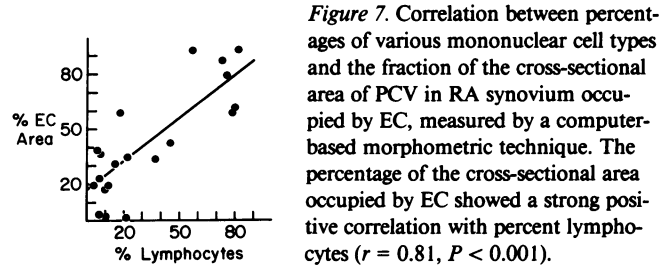 80
% EC
Area
50
20
20 50 80
% Lymphocytes
Figure 7. Correlation between percent-
ages of various mononuclear cell types
and the fraction of the cross-sectional
area of PCV in RA synovium occu-
pied by EC, measured by a computer-
based morphometric technique. The
percentage of the cross-sectional area
occupied by EC showed a strong posi-
tive correlation with percent lympho-
cytes (r = 0.81, P < 0.001).